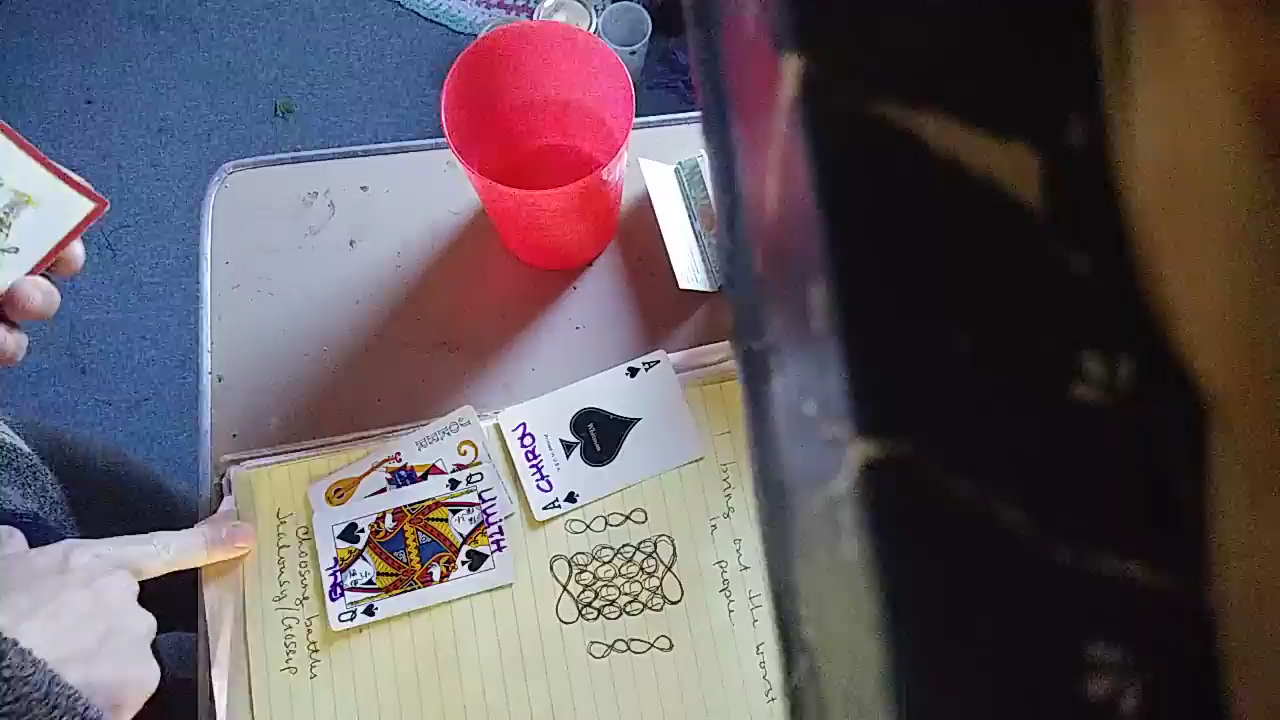 I bring out the worst
in people
Choosing battles
Jealousy/Gossip
A
CHRON
A
JOKER
Q
LILITH
Q